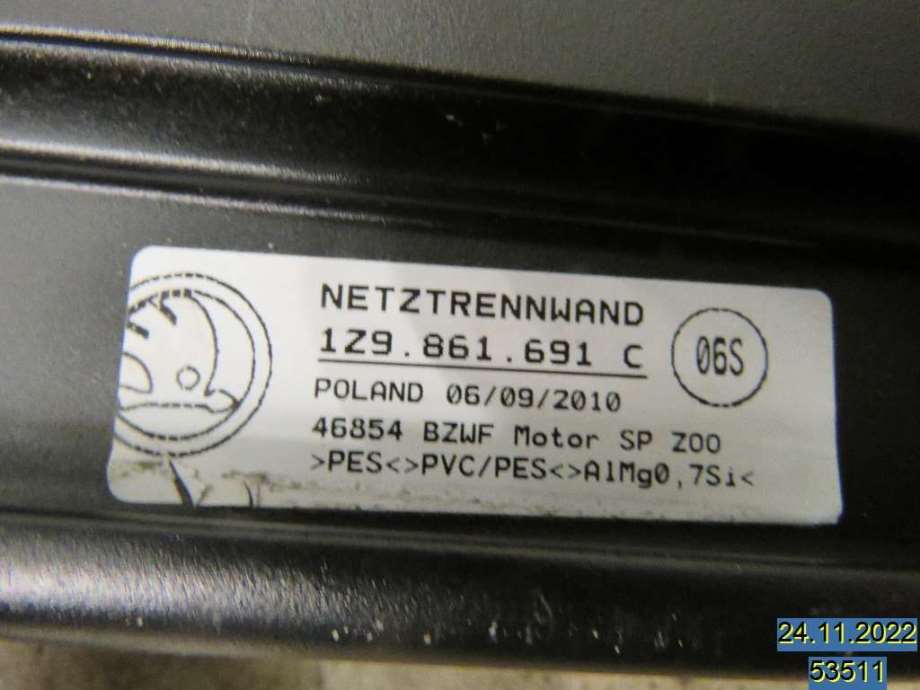 NETZTRENNWAND
1Z9.861.691 C
06S
POLAND 06/09/2010
46854 BZWF Motor SP ZOO
>PES<>PVC/PES<>AlMg0,7Si<
24.11.2022
53511